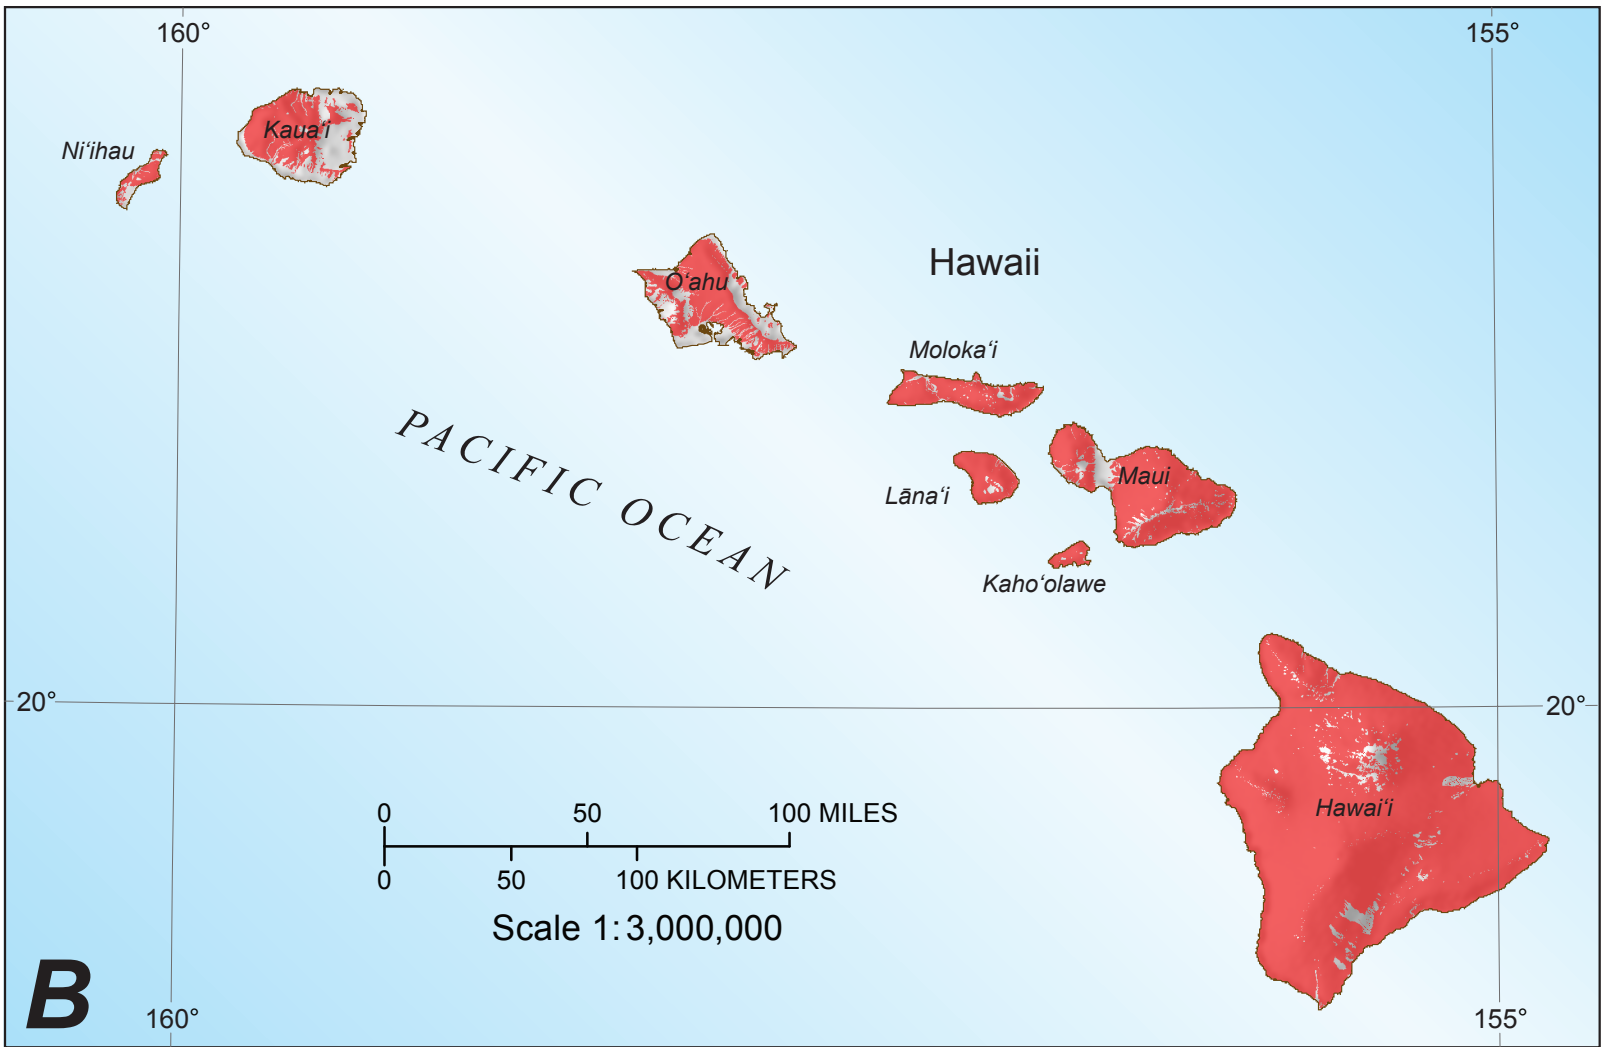 160°
155°
Ni‘ihau
Kaua‘i
O‘ahu
Hawaii
Moloka‘i
Maui
Lāna‘i
Kaho‘olawe
PACIFIC OCEAN
20°
20°
Hawai‘i
0 50 100 MILES
0 50 100 KILOMETERS
Scale 1:3,000,000
B
160°
155°